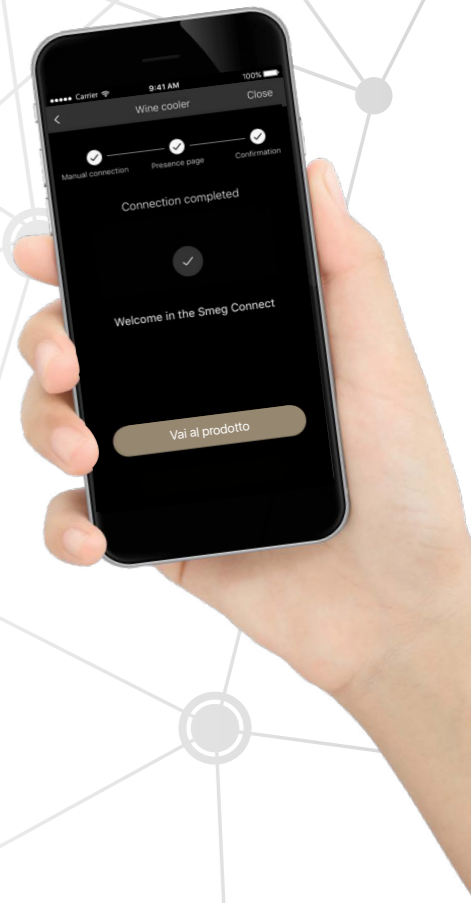 Carrier 9:41 AM 100%
Wine cooler Close
Manual connection Presence page Confirmation
Connection completed
Welcome in the Smeg Connect
Vai al prodotto